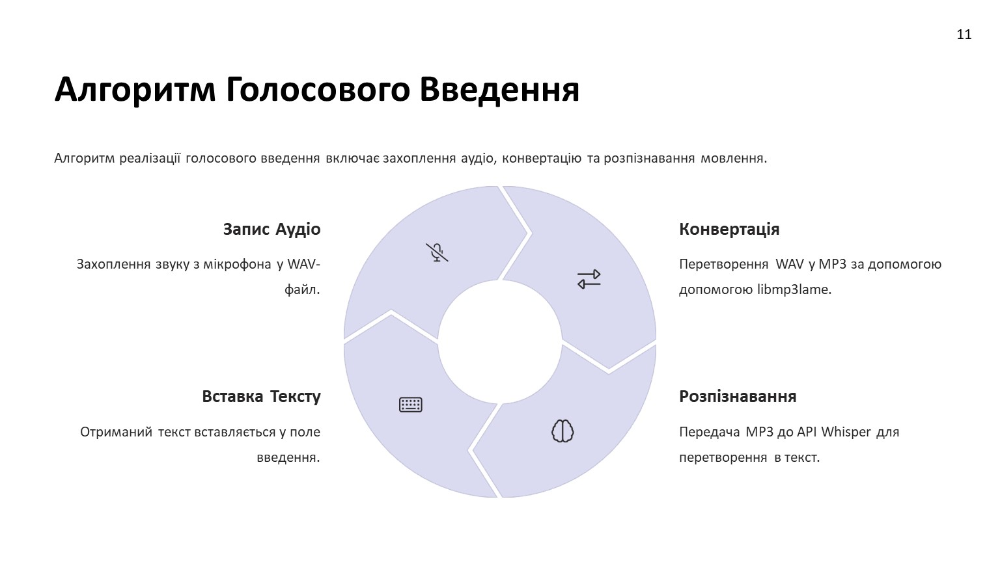 11
Алгоритм Голосового Введення
Алгоритм реалізації голосового введення включає захоплення аудіо, конвертацію та розпізнавання мовлення.
Запис Аудіо
Захоплення звуку з мікрофона у WAV-
файл.
Конвертація
Перетворення WAV у MP3 за допомогою
допомогою libmp3lame.
Вставка Тексту
Отриманий текст вставляється у поле
введення.
Розпізнавання
Передача MP3 до API Whisper для
перетворення в текст.